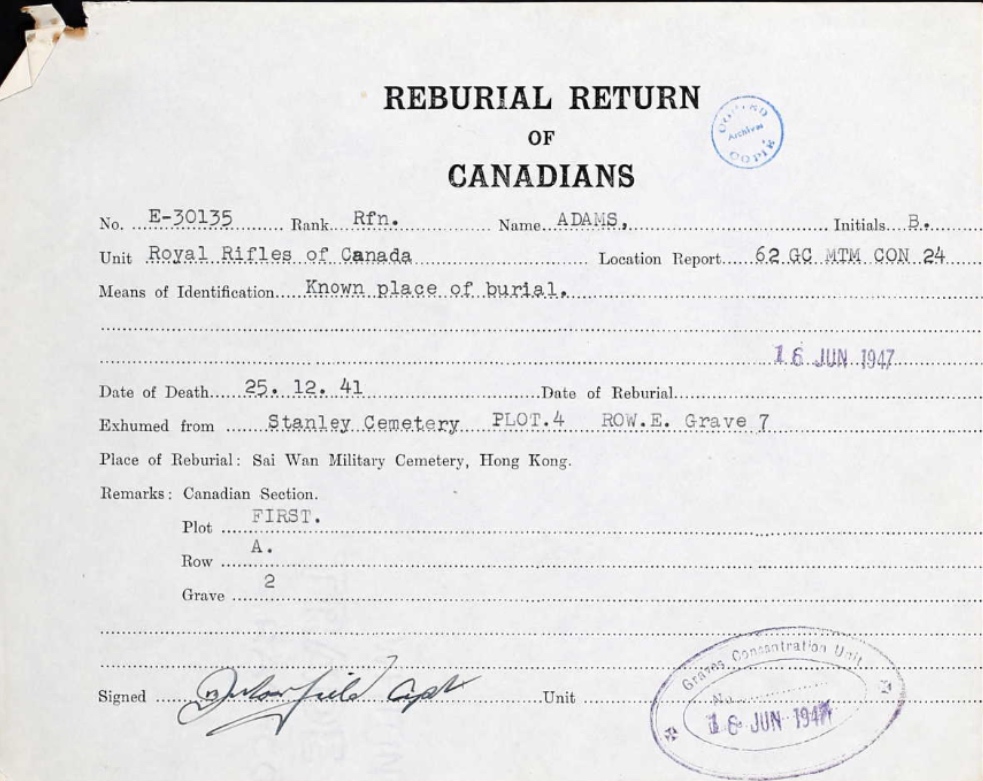 REBURIAL RETURN
OF
CANADIANS
COPIED
Archives
COPIÉ
No. E-30135 Rank Rfn. Name ADAMS, Initials B.
Unit Royal Rifles of Canada Location Report 62 GC MTM CON 24
Means of Identification Known place of burial.
16 JUN 1947
Date of Death 25. 12. 41 Date of Reburial
Exhumed from Stanley Cemetery PLOT.4 ROW.E. Grave 7
Place of Reburial: Sai Wan Military Cemetery, Hong Kong.
Remarks: Canadian Section.
Plot FIRST.
Row A.
Grave 2
Signed Capt Unit
Graves Concentration Unit
No.
16 JUN 1947